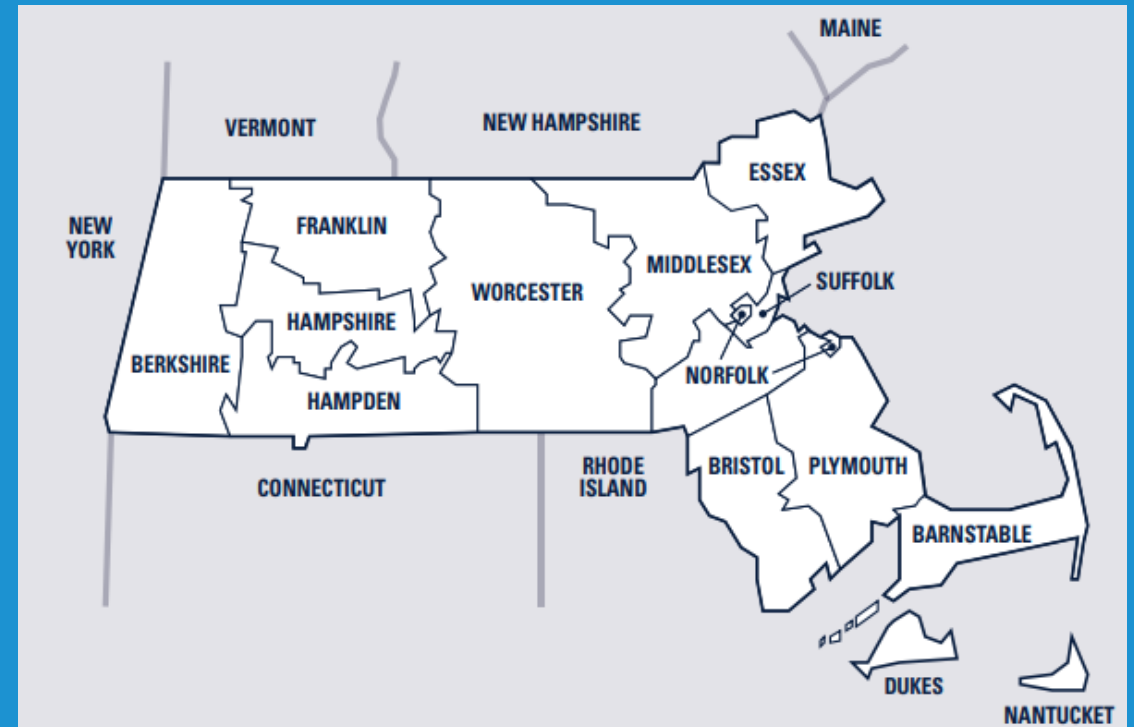 MAINE
VERMONT
NEW HAMPSHIRE
ESSEX
NEW
YORK
FRANKLIN
MIDDLESEX
SUFFOLK
WORCESTER
HAMPSHIRE
BERKSHIRE
NORFOLK
HAMPDEN
CONNECTICUT
RHODE
ISLAND
BRISTOL
PLYMOUTH
BARNSTABLE
DUKES
NANTUCKET